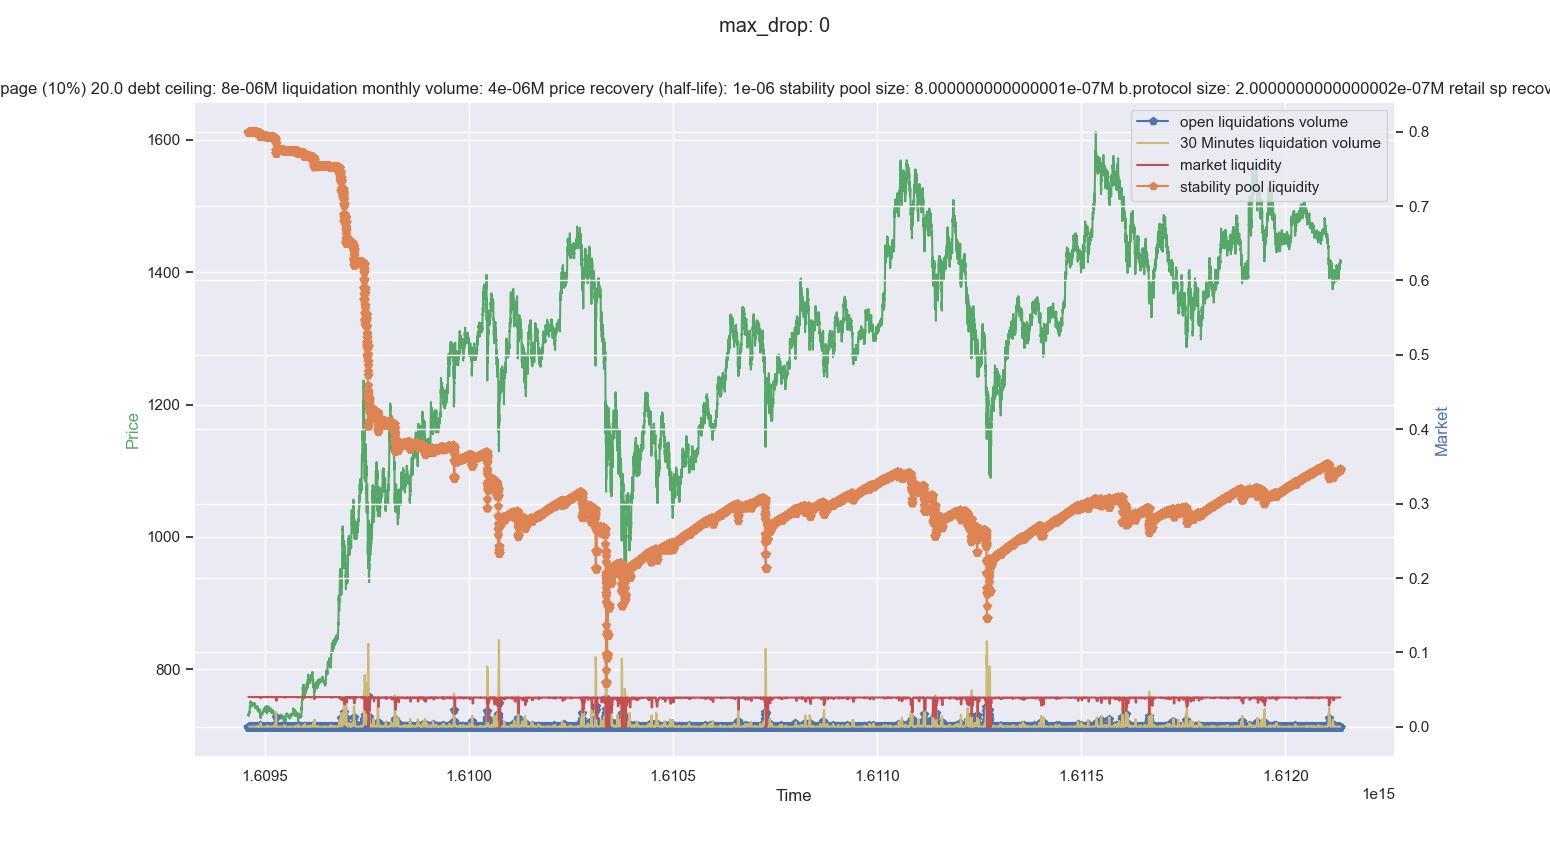 max_drop: 0
page (10%) 20.0 debt ceiling: 8e-06M liquidation monthly volume: 4e-06M price recovery (half-life): 1e-06 stability pool size: 8.000000000000001e-07M b.protocol size: 2.0000000000000002e-07M retail sp recov
open liquidations volume
30 Minutes liquidation volume
market liquidity
stability pool liquidity
1600
1400
1200
1000
800
Price
0.8
0.7
0.6
0.5
0.4
0.3
0.2
0.1
0.0
Market
1.6095 1.6100 1.6105 1.6110 1.6115 1.6120
Time
1e15